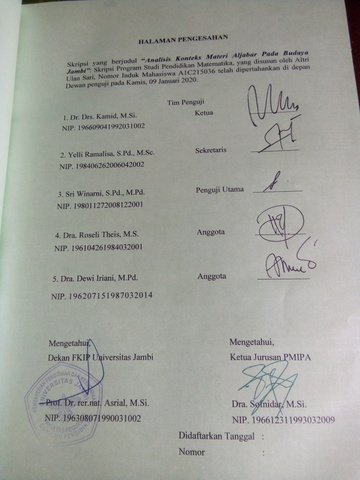 HALAMAN PENGESAHAN
Skripsi yang berjudul "Analisis Konteks Materi Aljabar Pada Budaya
Jambi": Skripsi Program Studi Pendidikan Matematika, yang disusun oleh Altri
Ulan Sari, Nomor Induk Mahasiswa A1C215036 telah dipertahankan di depan
Dewan penguji pada Kamis, 09 Januari 2020.
Tim Penguji
1. Dr. Drs. Kamid, M.Si. Ketua
NIP. 196609041992031002
2. Yelli Ramalisa, S.Pd., M.Sc. Sekretaris
NIP. 198406262006042002
3. Sri Winarni, S.Pd., M.Pd. Penguji Utama
NIP. 198011272008122001
4. Dra. Roseli Theis, M.S. Anggota
NIP. 196104261984032001
5. Dra. Dewi Iriani, M.Pd. Anggota
NIP. 196207151987032014
Mengetahui, Mengetahui,
Dekan FKIP Universitas Jambi Ketua Jurusan PMIPA
Prof. Dr. rer.nat. Asrial, M.Si. Dra. Sofnidar, M.Si.
NIP. 196308071990031002 NIP. 196612311993032009
Didaftarkan Tanggal :
Nomor :